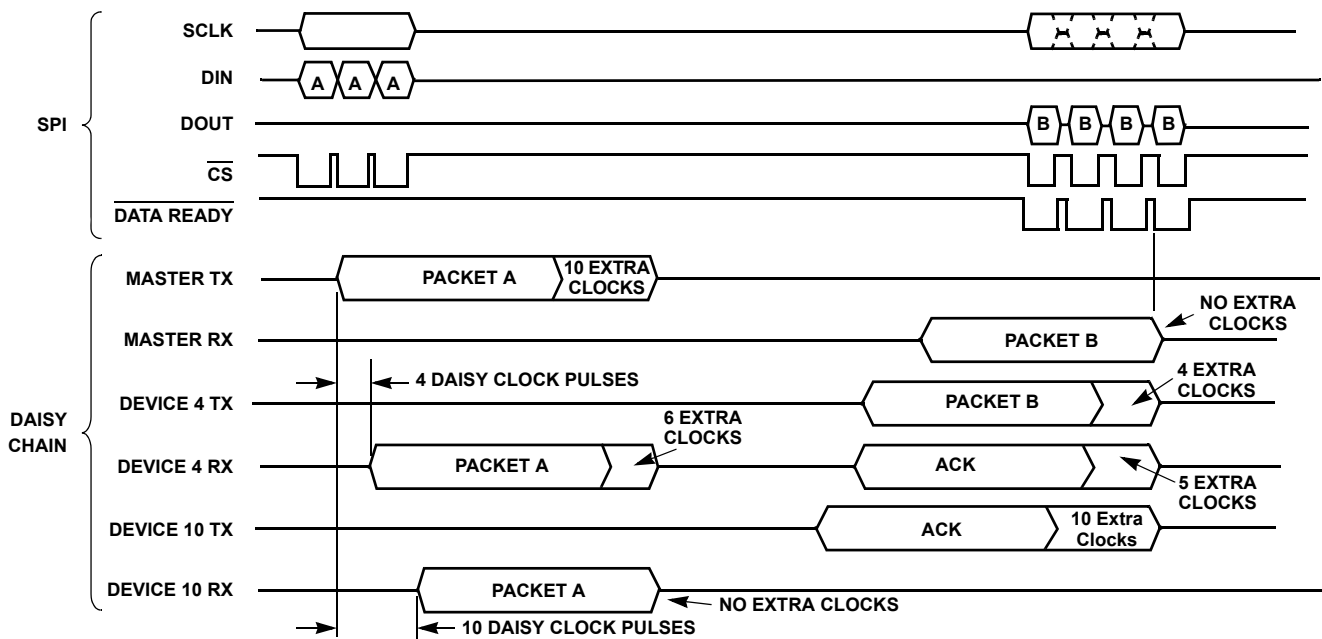 SPI
SCLK
DIN
A A A
DOUT
B B B B
CS
DATA READY
DAISY
CHAIN
MASTER TX
PACKET A
10 EXTRA
CLOCKS
MASTER RX
PACKET B
NO EXTRA
CLOCKS
4 DAISY CLOCK PULSES
DEVICE 4 TX
PACKET B
4 EXTRA
CLOCKS
DEVICE 4 RX
PACKET A
6 EXTRA
CLOCKS
ACK
5 EXTRA
CLOCKS
DEVICE 10 TX
ACK
10 Extra
Clocks
DEVICE 10 RX
PACKET A
NO EXTRA CLOCKS
10 DAISY CLOCK PULSES